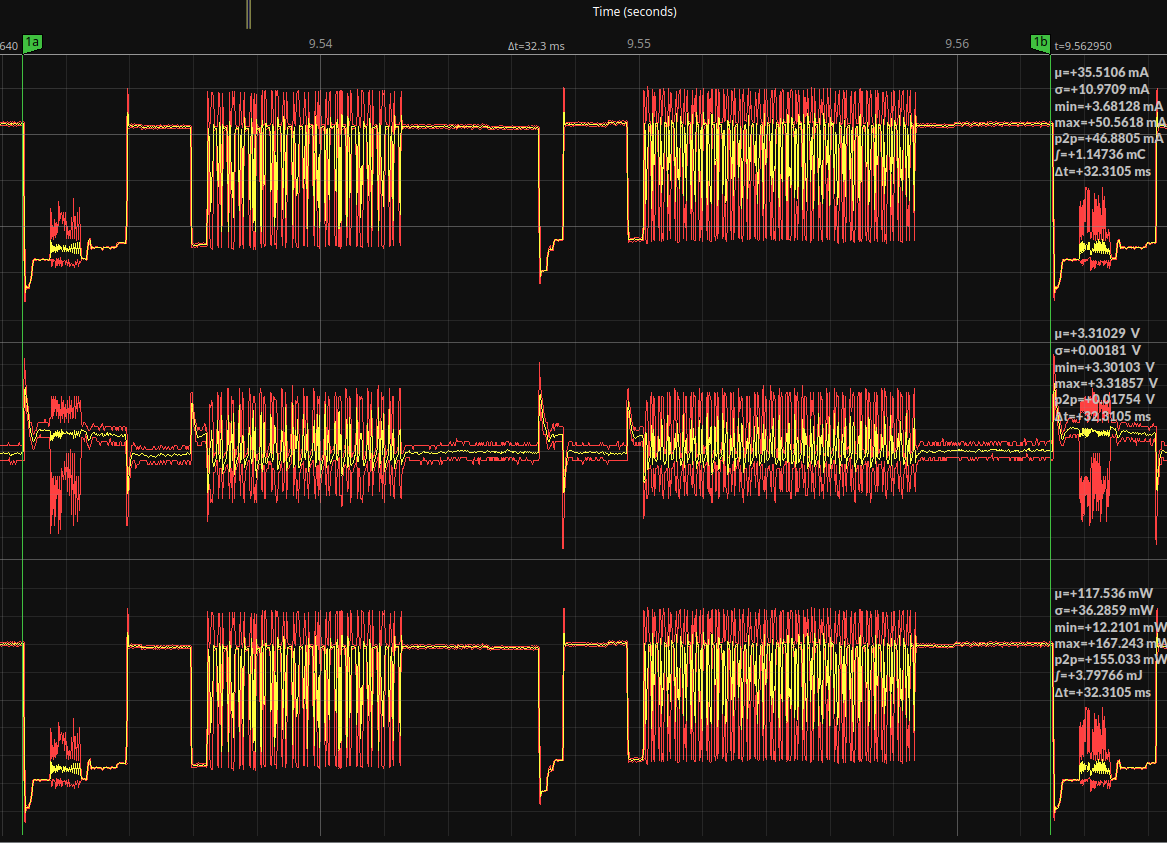 Time (seconds)
640
1a
9.54
Δt=32.3 ms
9.55
9.56
1b
t=9.562950
μ=+35.5106 mA
σ=+10.9709 mA
min=+3.68128 mA
max=+50.5618 mA
p2p=+46.8805 mA
∫=+1.14736 mC
Δt=+32.3105 ms
μ=+3.31029 V
σ=+0.00181 V
min=+3.30103 V
max=+3.31857 V
p2p=+0.01754 V
Δt=+32.3105 ms
μ=+117.536 mW
σ=+36.2859 mW
min=+12.2101 mW
max=+167.243 mW
p2p=+155.033 mW
∫=+3.79766 mJ
Δt=+32.3105 ms